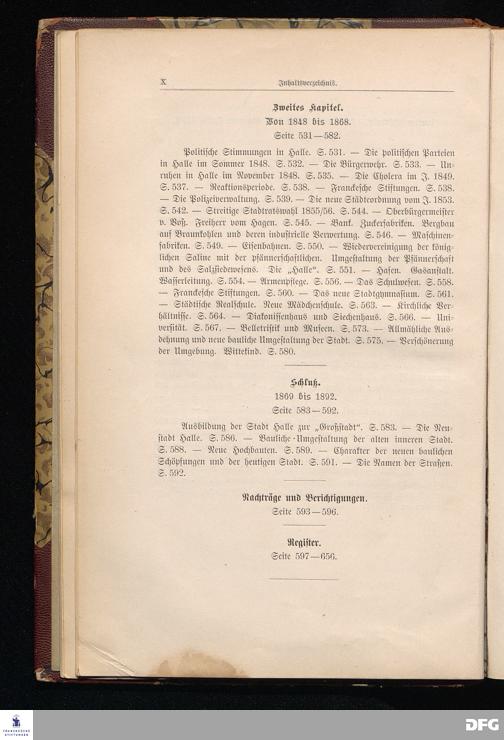 X Inhaltsverzeichnis.
Zweites Kapitel.
Von 1848 bis 1868.
Seite 531—582.
Politische Stimmungen in Halle. S. 531. — Die politischen Parteien
in Halle im Sommer 1848. S. 532. — Die Bürgerwehr. S. 533. — Un-
ruhen in Halle im November 1848. S. 535. — Die Cholera im J. 1849.
S. 537. — Reaktionsperiode. S. 538. — Franckesche Stiftungen. S. 538.
— Die Polizeiverwaltung. S. 539. — Die neue Städteordnung vom J. 1853.
S. 542. — Streitige Stadtratswahl 1855/56. S. 544. — Oberbürgermeister
v. Voß. Freiherr vom Hagen. S. 545. — Bank. Zuckerfabriken. Bergbau
auf Braunkohlen und deren industrielle Verwertung. S. 546. — Maschinen-
fabriken. S. 549. — Eisenbahnen. S. 550. — Wiedervereinigung der könig-
lichen Saline mit der pfännerschaftlichen. Umgestaltung der Pfännerschaft
und des Salzsiedewesens. Die „Halle“. S. 551. — Hafen. Gasanstalt.
Wasserleitung. S. 554. — Armenpflege. S. 556. — Das Schulwesen. S. 558.
— Franckesche Stiftungen. S. 560. — Das neue Stadtgymnasium. S. 561.
— Städtische Realschule. Neue Mädchenschule. S. 563. — Kirchliche Ver-
hältnisse. S. 564. — Diakonissenhaus und Siechenhaus. S. 566. — Uni-
versität. S. 567. — Belletristik und Museen. S. 573. — Allmähliche Aus-
dehnung und neue bauliche Umgestaltung der Stadt. S. 575. — Verschönerung
der Umgebung. Wittekind. S. 580.
Schluß.
1869 bis 1892.
Seite 583—592.
Ausbildung der Stadt Halle zur „Großstadt“. S. 583. — Die Neu-
stadt Halle. S. 586. — Bauliche Umgestaltung der alten inneren Stadt.
S. 588. — Neue Hochbauten. S. 589. — Charakter der neuen baulichen
Schöpfungen und der heutigen Stadt. S. 591. — Die Namen der Straßen.
S. 592.
Nachträge und Berichtigungen.
Seite 593—596.
Register.
Seite 597—656.
FRANCKESCHE
STIFTUNGEN
DFG